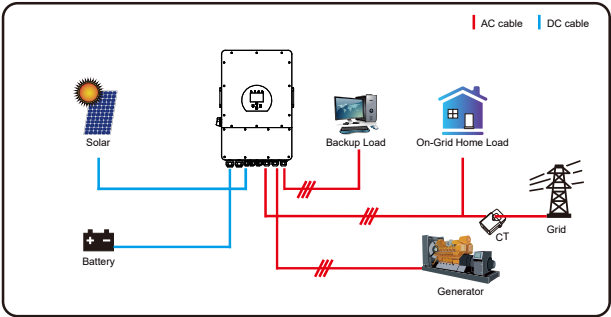 AC cable
DC cable
Solar
Backup Load
On-Grid Home Load
CT
Grid
Battery
Generator